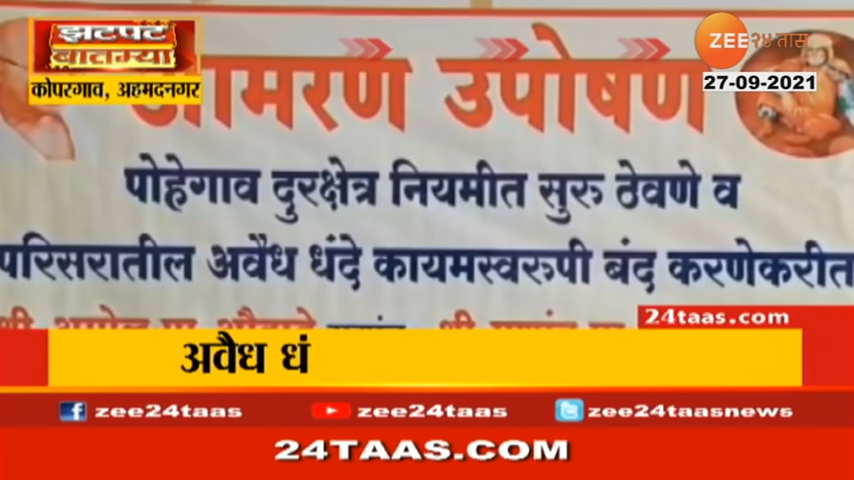 झटपट
बातम्या
कोपरगाव, अहमदनगर
ZEE २४ तास
27-09-2021
आमरण उपोषण
पोहेगाव दुरक्षेत्र नियमीत सुरु ठेवणे व
परिसरातील अवैध धंदे कायमस्वरुपी बंद करणेकरीत
24taas.com
अवैध धं
zee24taas
zee24taas
zee24taasnews
24TAAS.COM